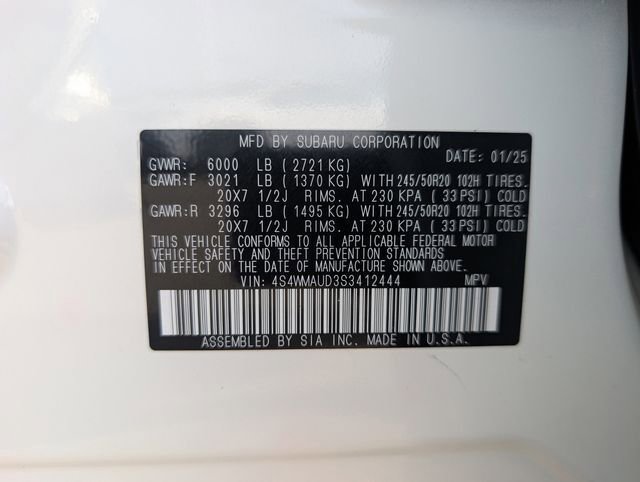 MFD BY SUBARU CORPORATION
DATE: 01/25
GVWR: 6000 LB ( 2721 KG)
GAWR:F 3021 LB ( 1370 KG) WITH 245/50R20 102H TIRES.
20X7 1/2J RIMS. AT 230 KPA ( 33 PSI) COLD
GAWR:R 3296 LB ( 1495 KG) WITH 245/50R20 102H TIRES.
20X7 1/2J RIMS. AT 230 KPA ( 33 PSI) COLD
THIS VEHICLE CONFORMS TO ALL APPLICABLE FEDERAL MOTOR
VEHICLE SAFETY AND THEFT PREVENTION STANDARDS
IN EFFECT ON THE DATE OF MANUFACTURE SHOWN ABOVE.
VIN: 4S4WMAUD3S3412444 MPV
ASSEMBLED BY SIA INC. MADE IN U.S.A.